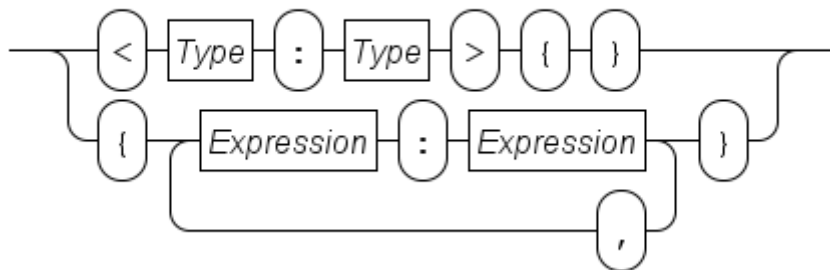 < Type : Type > { }
{ Expression : Expression }
,